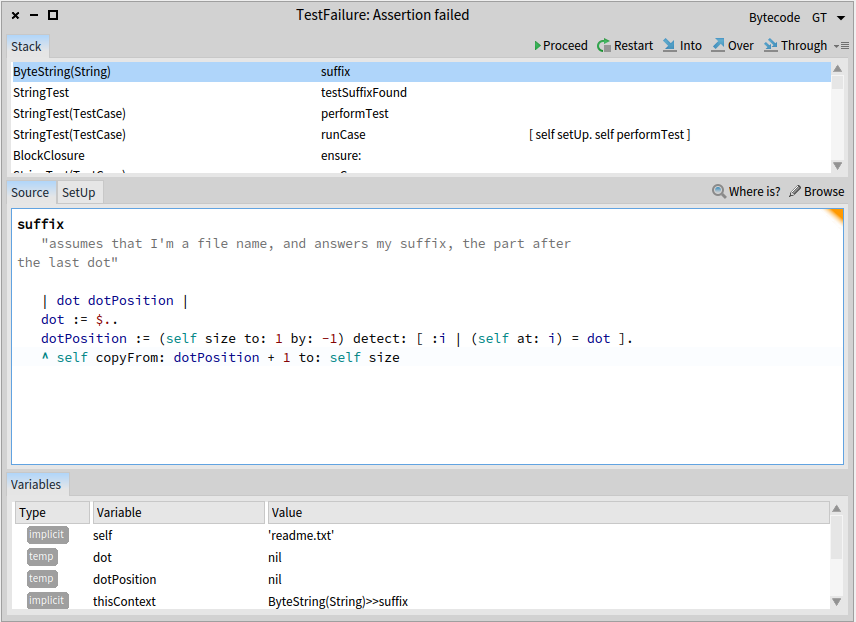 TestFailure: Assertion failed
Bytecode GT
Stack
Proceed Restart Into Over Through
ByteString(String) suffix
StringTest testSuffixFound
StringTest(TestCase) performTest
StringTest(TestCase) runCase [ self setUp. self performTest ]
BlockClosure ensure:
Source SetUp
Where is? Browse
suffix
"assumes that I'm a file name, and answers my suffix, the part after
the last dot"
| dot dotPosition |
dot := $..
dotPosition := (self size to: 1 by: -1) detect: [ :i | (self at: i) = dot ].
^ self copyFrom: dotPosition + 1 to: self size
Variables
Type Variable Value
implicit self 'readme.txt'
temp dot nil
temp dotPosition nil
implicit thisContext ByteString(String)>>suffix